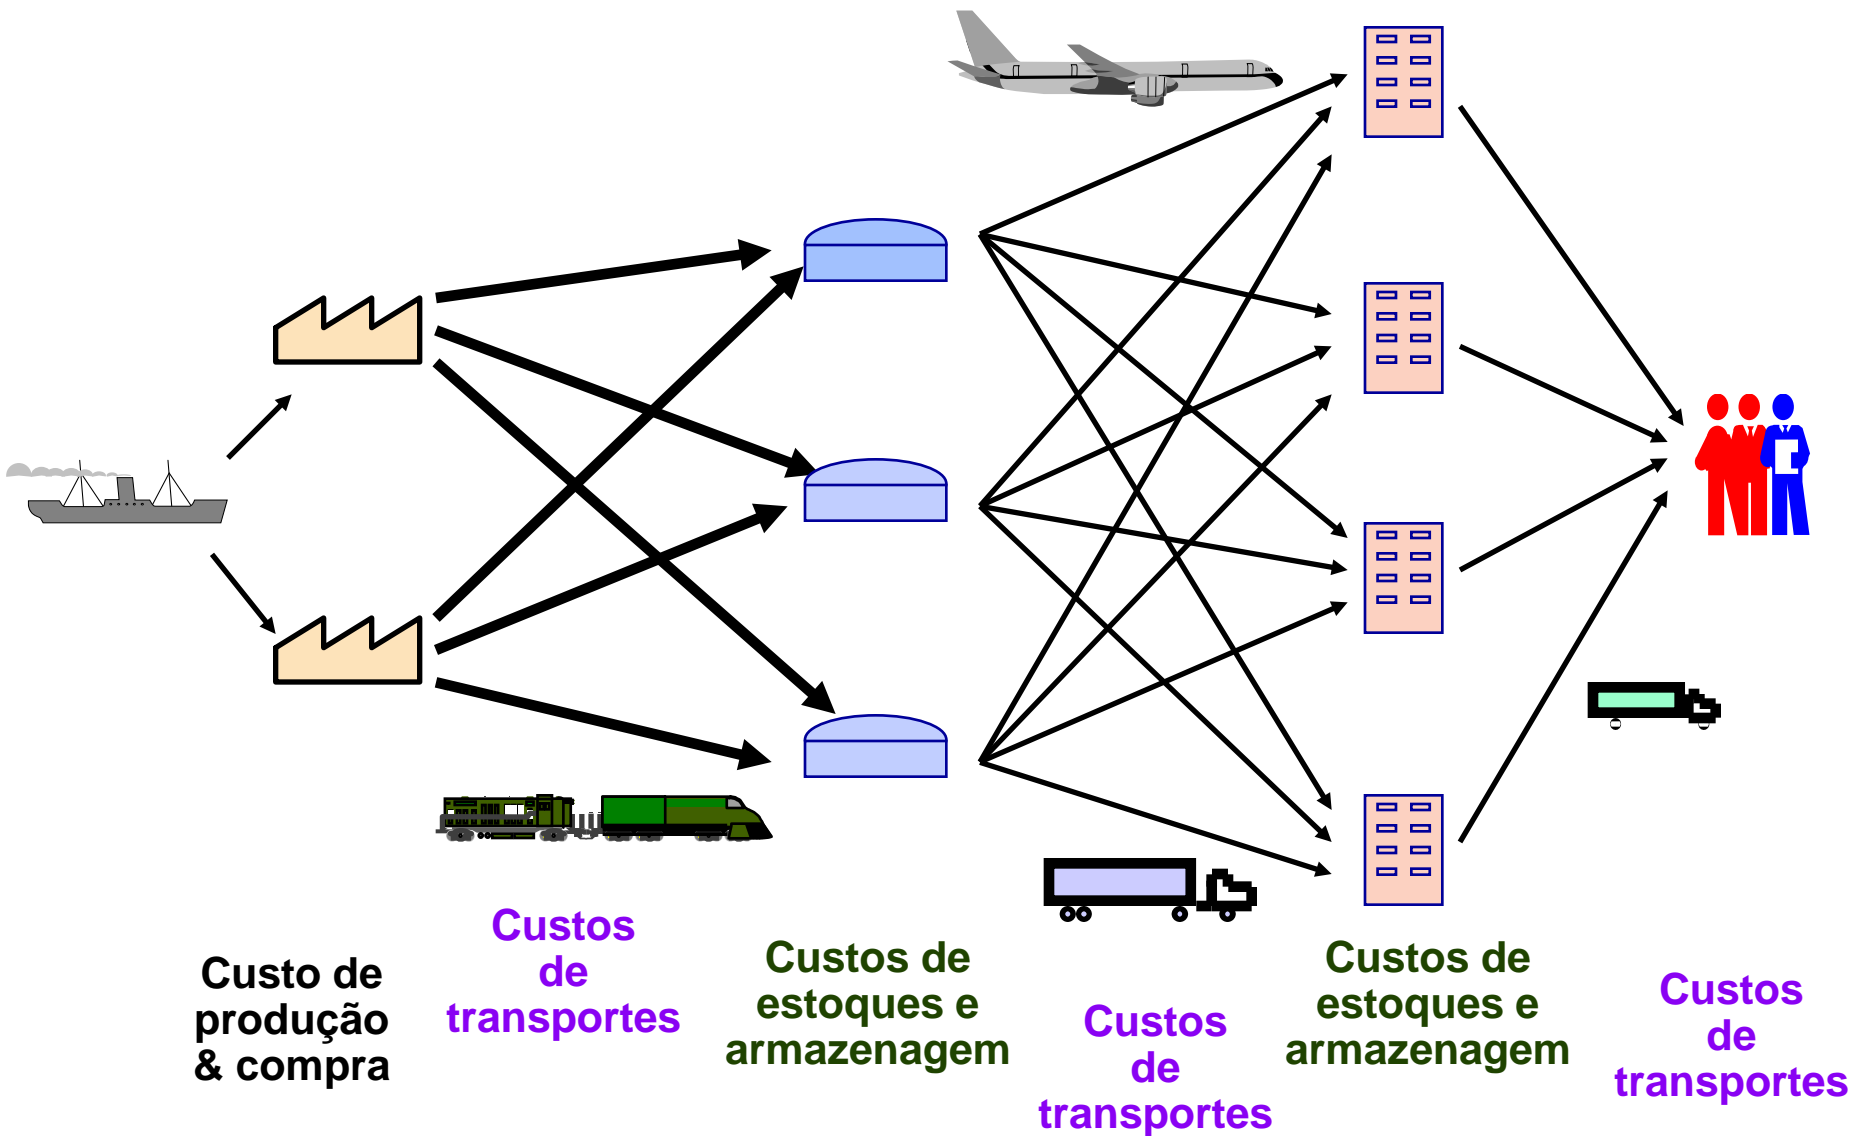 Custo de
produção
& compra
Custos
de
transportes
Custos de
estoques e
armazenagem
Custos
de
transportes
Custos de
estoques e
armazenagem
Custos
de
transportes